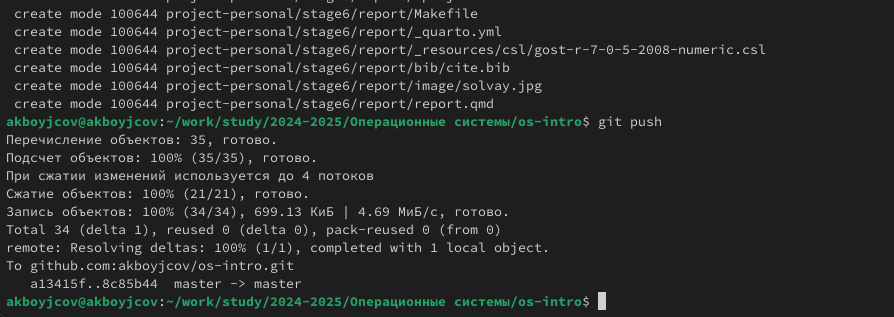 create mode 100644 project-personal/stage6/report/Makefile
create mode 100644 project-personal/stage6/report/_quarto.yml
create mode 100644 project-personal/stage6/report/_resources/csl/gost-r-7-0-5-2008-numeric.csl
create mode 100644 project-personal/stage6/report/bib/cite.bib
create mode 100644 project-personal/stage6/report/image/solvay.jpg
create mode 100644 project-personal/stage6/report/report.qmd
akboyjcov@akboyjcov:~/work/study/2024-2025/Операционные системы/os-intro$ git push
Перечисление объектов: 35, готово.
Подсчет объектов: 100% (35/35), готово.
При сжатии изменений используется до 4 потоков
Сжатие объектов: 100% (21/21), готово.
Запись объектов: 100% (34/34), 699.13 КиБ | 4.69 МиБ/с, готово.
Total 34 (delta 1), reused 0 (delta 0), pack-reused 0 (from 0)
remote: Resolving deltas: 100% (1/1), completed with 1 local object.
To github.com:akboyjcov/os-intro.git
a13415f..8c85b44  master -> master
akboyjcov@akboyjcov:~/work/study/2024-2025/Операционные системы/os-intro$